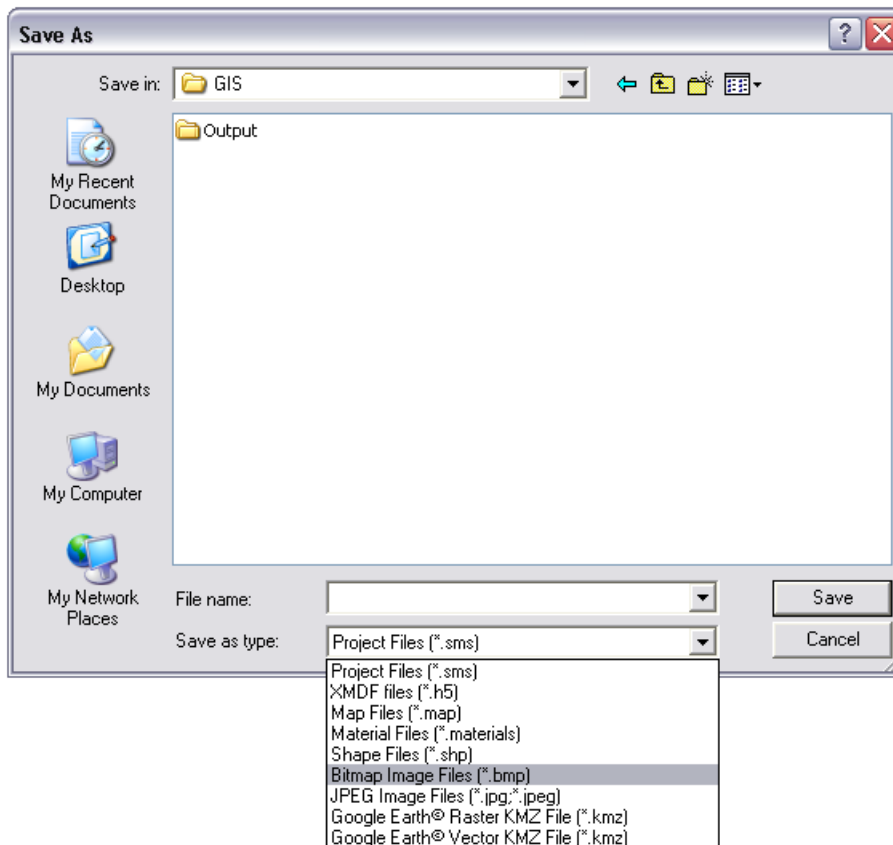 Save As
Save in:
GIS
Output
My Recent
Documents
Desktop
My Documents
My Computer
My Network
Places
File name:
Save
Save as type:
Project Files (*.sms)
Cancel
Project Files (*.sms)
XMDF files (*.h5)
Map Files (*.map)
Material Files (*.materials)
Shape Files (*.shp)
Bitmap Image Files (*.bmp)
JPEG Image Files (*.jpg;*.jpeg)
Google Earth© Raster KMZ File (*.kmz)
Google Earth© Vector KMZ File (*.kmz)